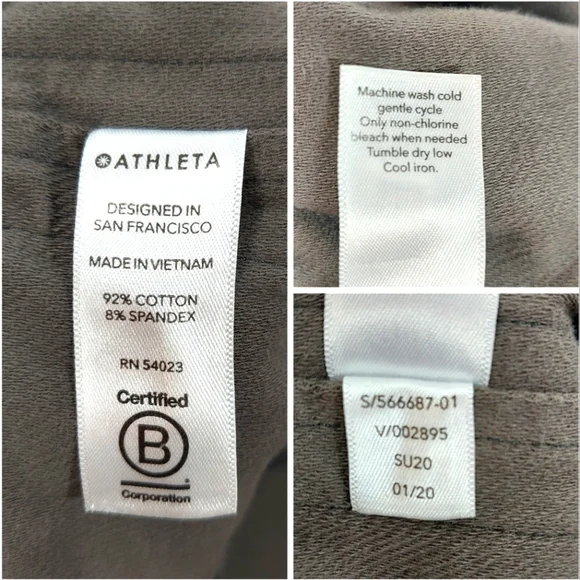 ATHLETA
DESIGNED IN
SAN FRANCISCO
MADE IN VIETNAM
92% COTTON
8% SPANDEX
RN 54023
Certified
B
Corporation
Machine wash cold
gentle cycle
Only non-chlorine
bleach when needed
Tumble dry low
Cool iron.
S/566687-01
V/002895
SU20
01/20